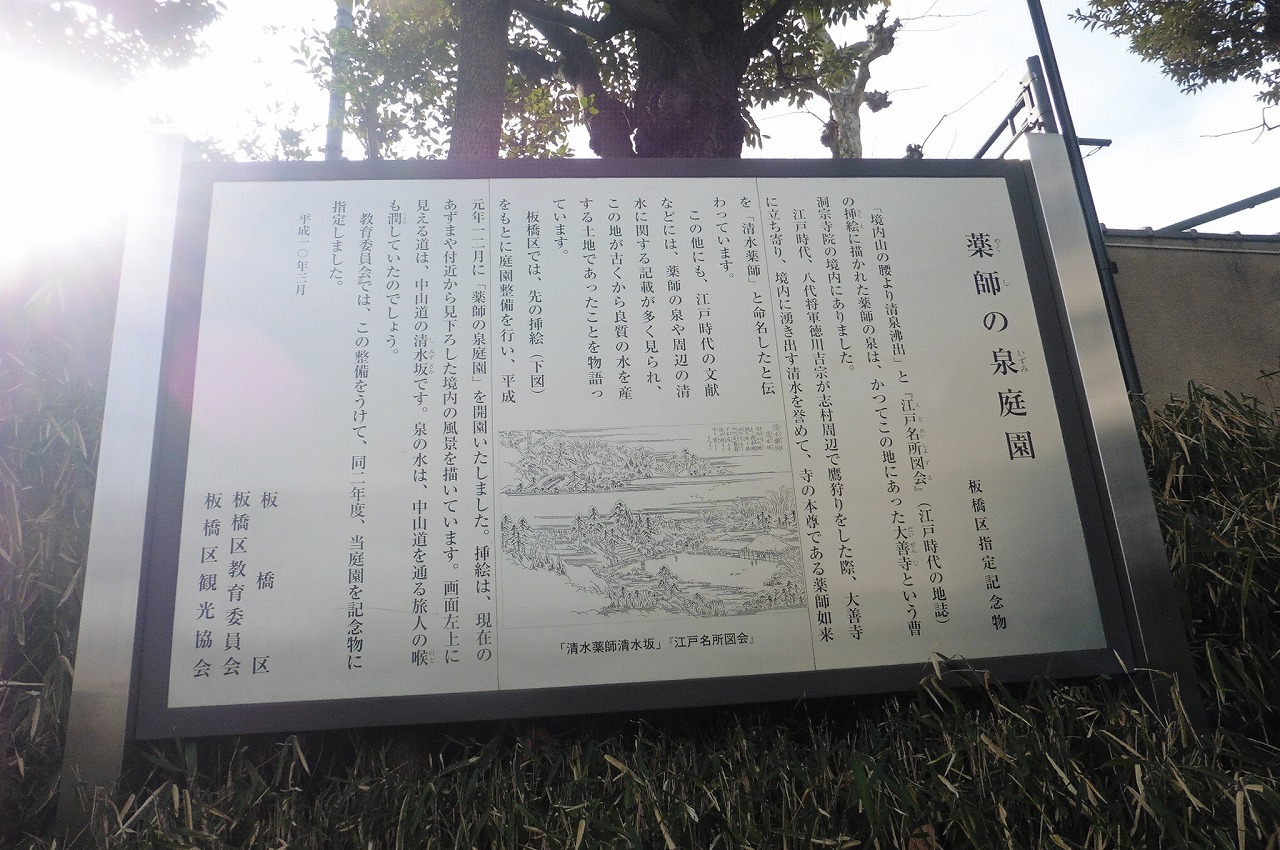 薬師の泉庭園
板橋区指定記念物
「境内山の腰より清泉沸出」と『江戸名所図会』(江戸時代の地誌)
の挿絵に描かれた薬師の泉は、かつてこの地にあった大善寺という曹
洞宗寺院の境内にありました。
江戸時代、八代将軍徳川吉宗が志村周辺で鷹狩りをした際、大善寺
に立ち寄り、境内に湧き出す清水を誉めて、寺の本尊である薬師如来
を「清水薬師」と命名したと伝
わっています。
この他にも、江戸時代の文献
などには、薬師の泉や周辺の清
水に関する記載が多く見られ、
この地が古くから良質の水を産
する土地であったことを物語っ
ています。
板橋区では、先の挿絵(下図)
をもとに庭園整備を行い、平成
元年一二月に「薬師の泉庭園」を開園いたしました。挿絵は、現在の
あずまや付近から見下ろした境内の風景を描いています。画面左上に
見える道は、中山道の清水坂です。泉の水は、中山道を通る旅人の喉
も潤していたのでしょう。
教育委員会では、この整備をうけて、同一年度、当庭園を記念物に
指定しました。
平成一〇年三月
板橋区
板橋区教育委員会
板橋区観光協会
「清水薬師清水坂」『江戸名所図会』